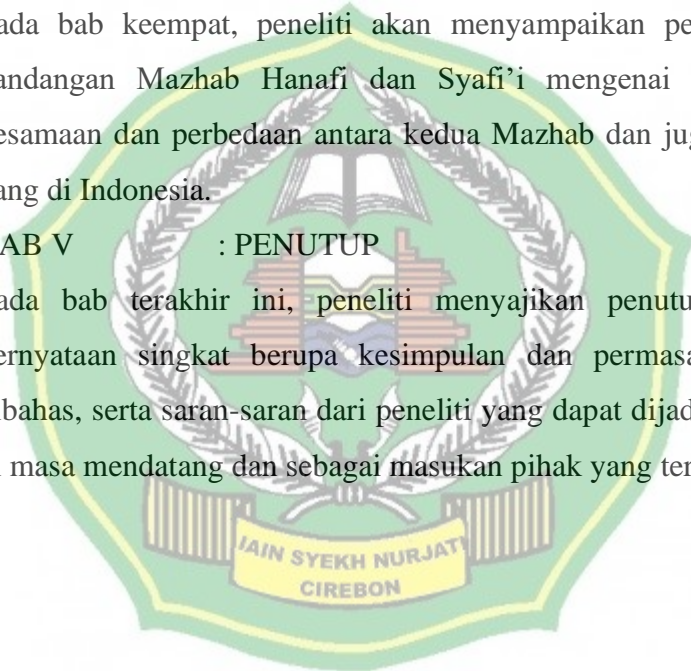 ada bab keempat, peneliti akan menyampaikan pe
andangan Mazhab Hanafi dan Syafi’i mengenai
esamaan dan perbedaan antara kedua Mazhab dan jug
ang di Indonesia.
AB V : PENUTUP
ada bab terakhir ini, peneliti menyajikan penutu
ernyataan singkat berupa kesimpulan dan permasa
bahas, serta saran-saran dari peneliti yang dapat dijad
masa mendatang dan sebagai masukan pihak yang ter
IAIN SYEKH NURJATI
CIREBON